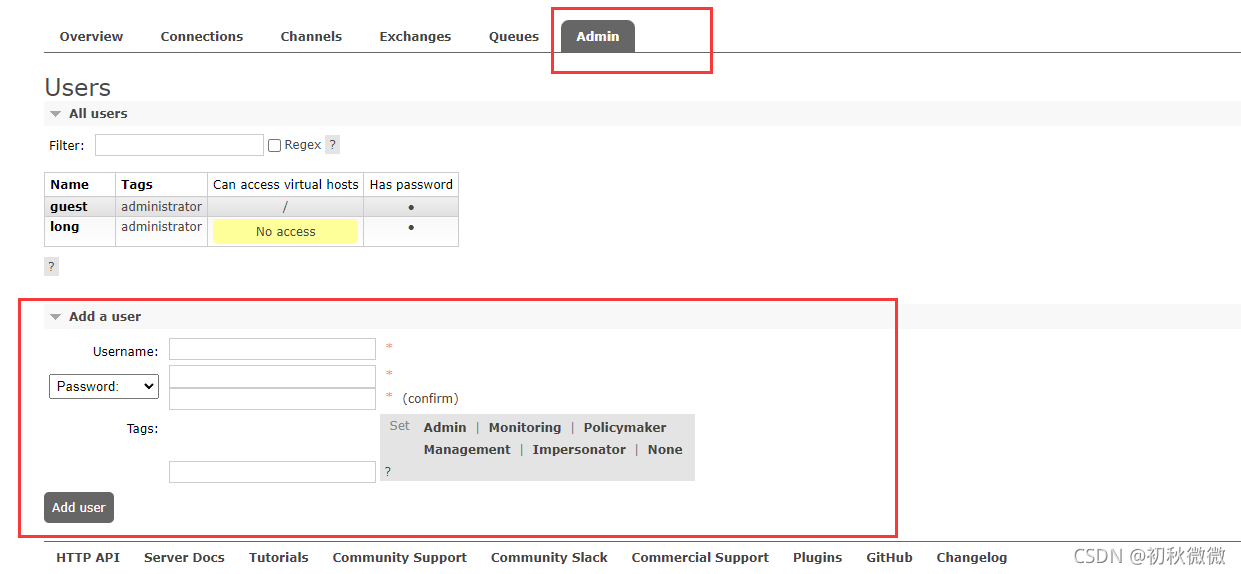 Overview Connections Channels Exchanges Queues Admin
Users
All users
Filter: Regex ?
Name Tags Can access virtual hosts Has password
guest administrator / •
long administrator No access •
?
Add a user
Username: *
Password: *
* (confirm)
Tags: Set Admin | Monitoring | Policymaker
Management | Impersonator | None
?
Add user
HTTP API Server Docs Tutorials Community Support Community Slack Commercial Support Plugins GitHub Changelog
CSDN @初秋微微